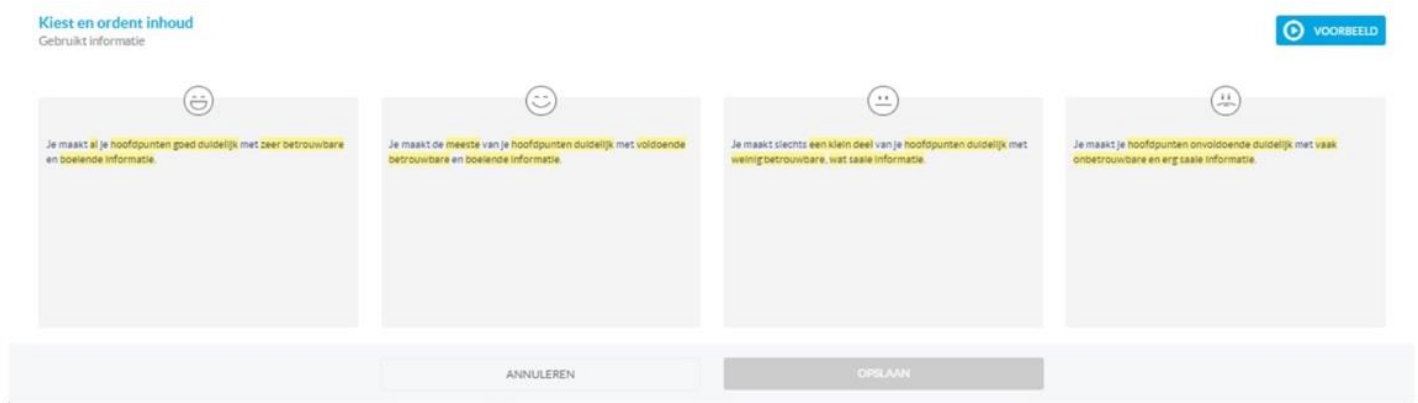 Kiest en ordent inhoud
Gebruikt informatie
VOORBEELD
Je maakt al je hoofdpunten goed duidelijk met zeer betrouwbare
en boeiende informatie.
Je maakt de meeste van je hoofdpunten duidelijk met voldoende
betrouwbare en boeiende informatie.
Je maakt slechts een klein deel van je hoofdpunten duidelijk met
weinig betrouwbare, wat saaie informatie.
Je maakt je hoofdpunten onvoldoende duidelijk met vaak
onbetrouwbare en erg saaie informatie.
ANNULEREN
OPSLAAN